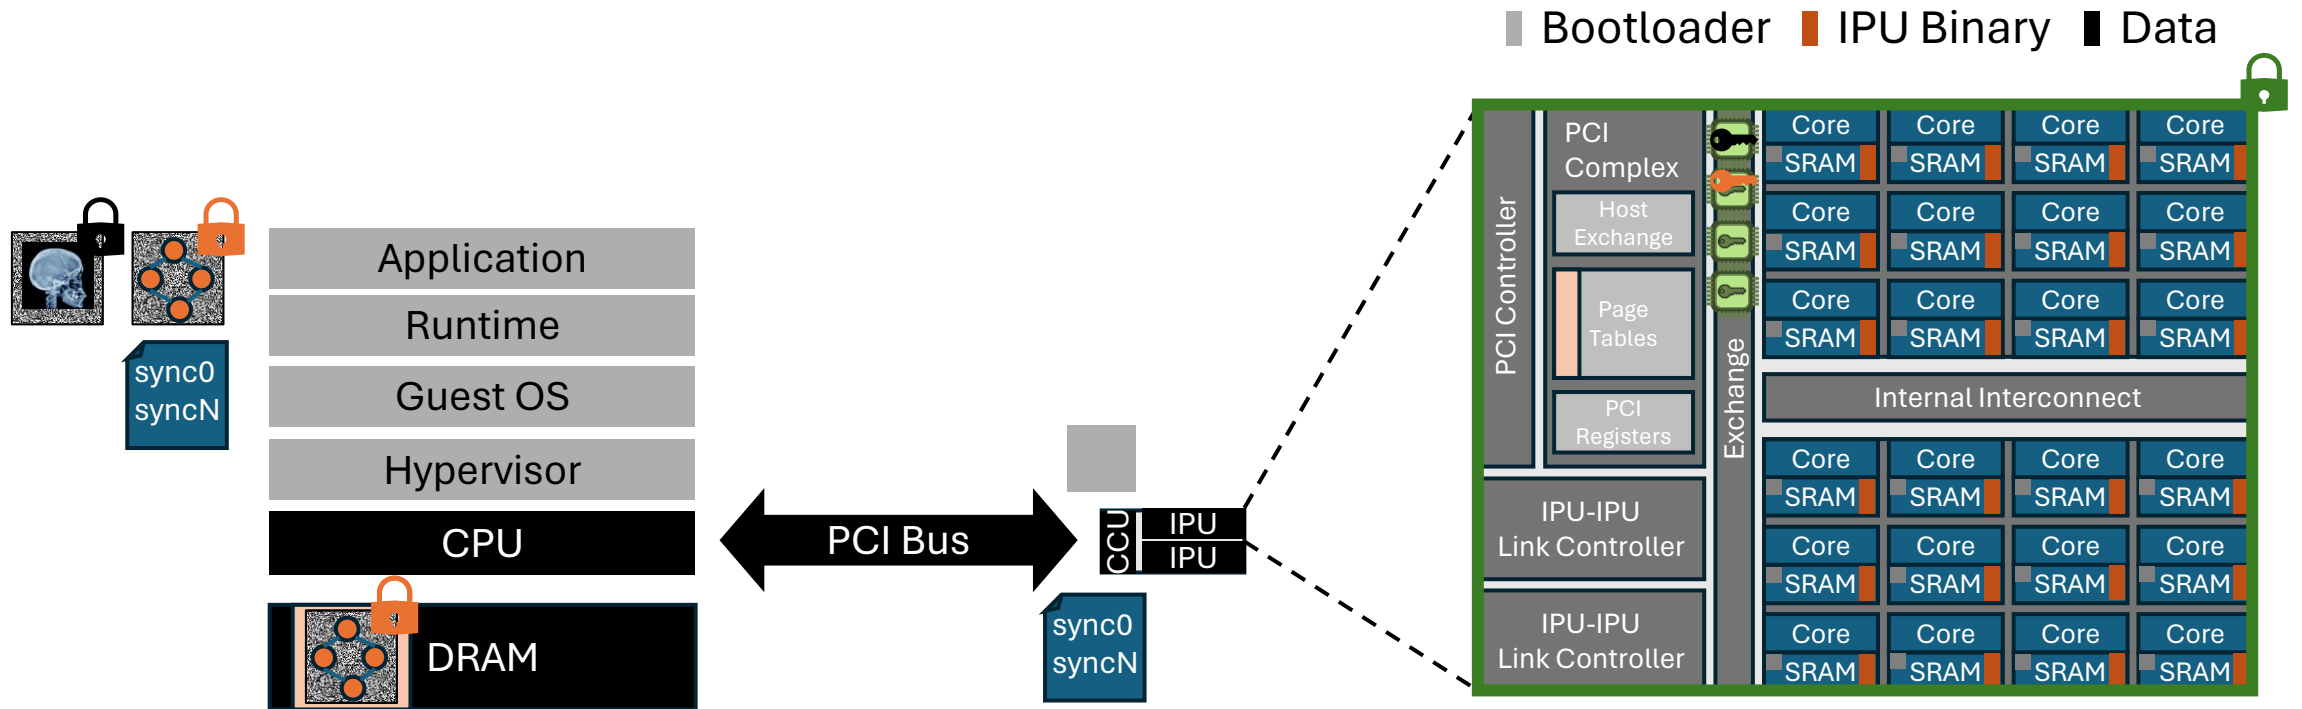 Bootloader IPU Binary Data
sync0
syncN
Application
Runtime
Guest OS
Hypervisor
CPU
DRAM
PCI Bus
CCU
IPU
IPU
sync0
syncN
PCI Controller
PCI
Complex
Host
Exchange
Page
Tables
PCI
Registers
IPU-IPU
Link Controller
IPU-IPU
Link Controller
Exchange
Core Core Core Core
SRAM SRAM SRAM SRAM
Core Core Core Core
SRAM SRAM SRAM SRAM
Core Core Core Core
SRAM SRAM SRAM SRAM
Internal Interconnect
Core Core Core Core
SRAM SRAM SRAM SRAM
Core Core Core Core
SRAM SRAM SRAM SRAM
Core Core Core Core
SRAM SRAM SRAM SRAM